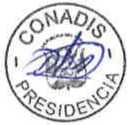 - CONADIS -
PRESIDENCIA